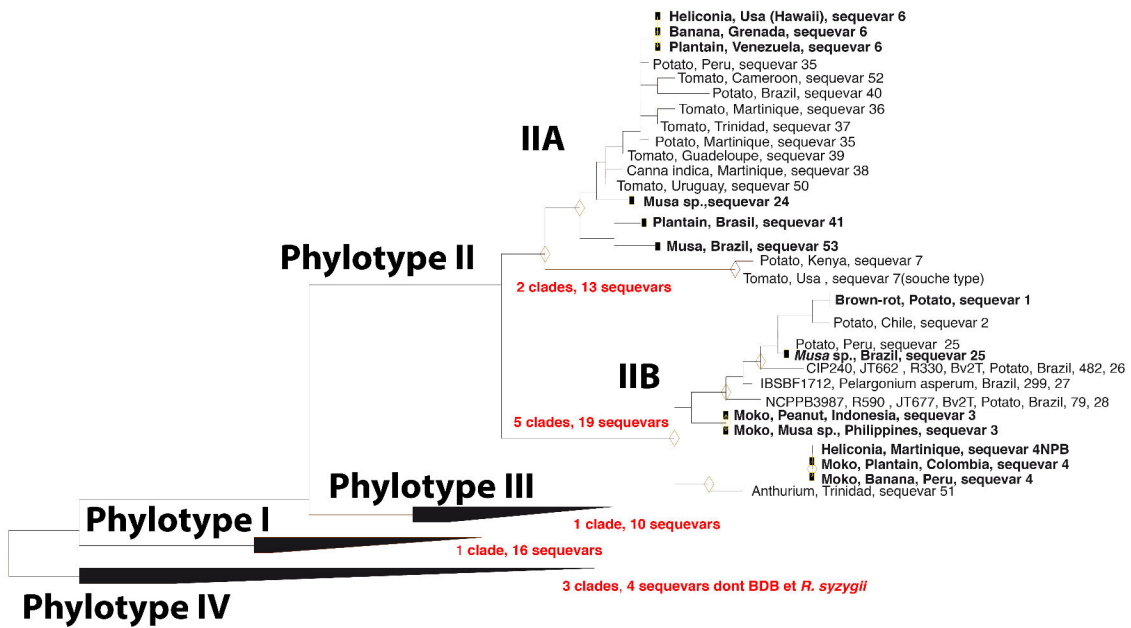 Heliconia, Usa (Hawaii), sequevar 6
Banana, Grenada, sequevar 6
Plantain, Venezuela, sequevar 6
Potato, Peru, sequevar 35
Tomato, Cameroon, sequevar 52
Potato, Brazil, sequevar 40
Tomato, Martinique, sequevar 36
IIA
Tomato, Trinidad, sequevar 37
Potato, Martinique, sequevar 35
Tomato, Guadeloupe, sequevar 39
Canna indica, Martinique, sequevar 38
Tomato, Uruguay, sequevar 50
Musa sp.,sequevar 24
Plantain, Brasil, sequevar 41
Musa, Brazil, sequevar 53
Phylotype II
Potato, Kenya, sequevar 7
Tomato, Usa , sequevar 7(souche type)
2 clades, 13 sequevars
Brown-rot, Potato, sequevar 1
Potato, Chile, sequevar 2
Potato, Peru, sequevar 25
Musa sp., Brazil, sequevar 25
IIB
CIP240, JT662 , R330, Bv2T, Potato, Brazil, 482, 26
IBSBF1712, Pelargonium asperum, Brazil, 299, 27
NCPPB3987, R590 , JT677, Bv2T, Potato, Brazil, 79, 28
5 clades, 19 sequevars
Moko, Peanut, Indonesia, sequevar 3
Moko, Musa sp., Philippines, sequevar 3
Heliconia, Martinique, sequevar 4NPB
Moko, Plantain, Colombia, sequevar 4
Moko, Banana, Peru, sequevar 4
Anthurium, Trinidad, sequevar 51
Phylotype III
1 clade, 10 sequevars
Phylotype I
1 clade, 16 sequevars
3 clades, 4 sequevars dont BDB et R. syzygii
Phylotype IV